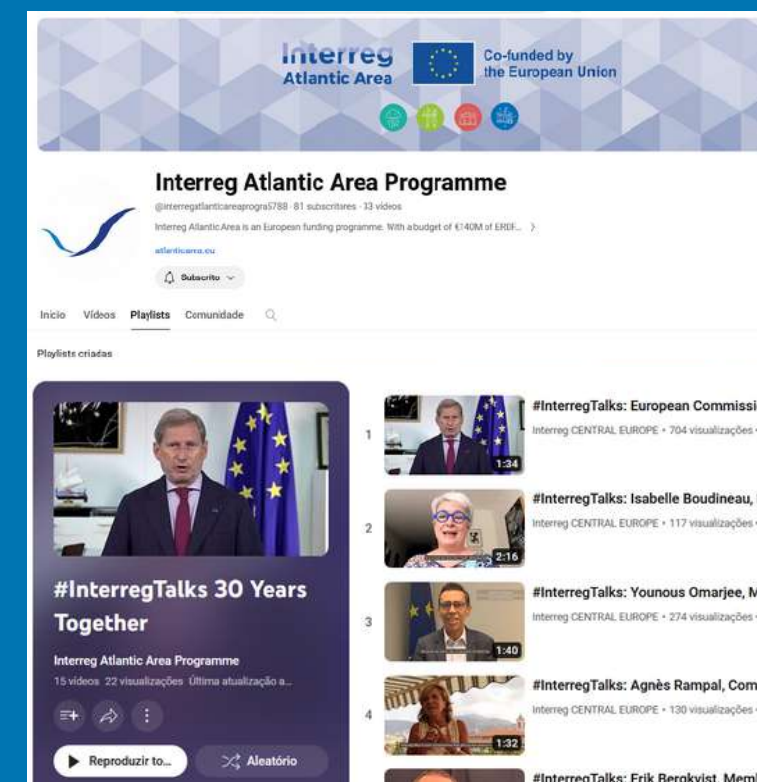 Interreg
Atlantic Area
Co-funded by
the European Union
Interreg Atlantic Area Programme
@interregatlanticareaprogra5788 · 81 subscritores · 13 vídeos
Interreg Atlantic Area is an European funding programme. With a budget of €140M of ERDF...
atlanticarea.eu
Subscrito
Início Vídeos Playlists Comunidade
Playlists criadas
#InterregTalks 30 Years
Together
Interreg Atlantic Area Programme
15 vídeos 22 visualizações Última atualização a...
Reproduzir to... Aleatório
1
1:34
#InterregTalks: European Commissi
Interreg CENTRAL EUROPE • 704 visualizações •
2
2:16
#InterregTalks: Isabelle Boudineau,
Interreg CENTRAL EUROPE • 117 visualizações •
3
1:40
#InterregTalks: Younous Omarjee, M
Interreg CENTRAL EUROPE • 274 visualizações •
4
1:32
#InterregTalks: Agnès Rampal, Com
Interreg CENTRAL EUROPE • 130 visualizações •
#InterregTalks: Erik Bergkvist, Memb